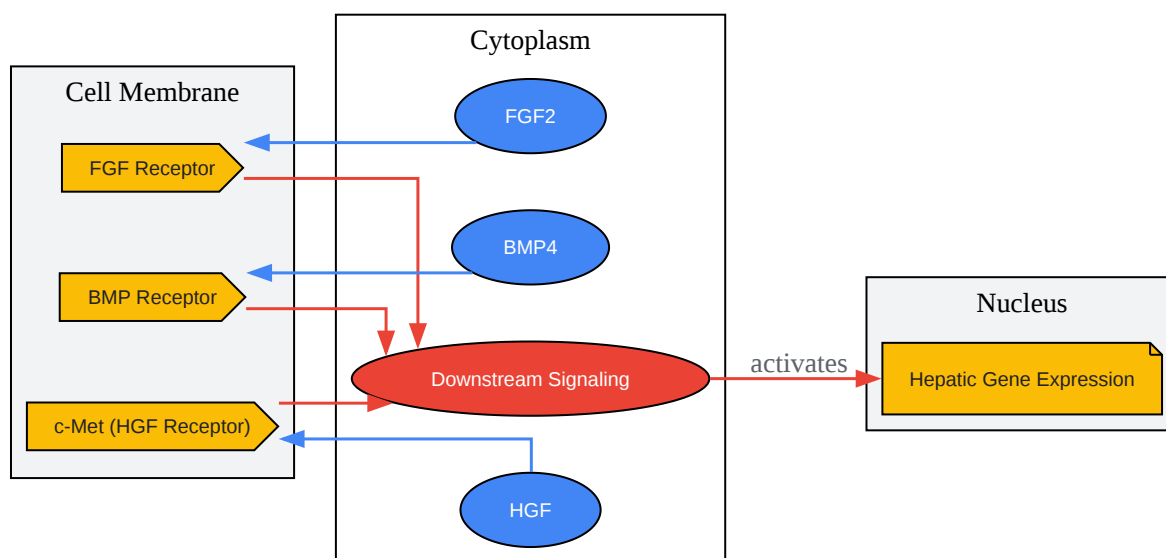 Cytoplasm
Cell Membrane
FGF2
FGF Receptor
BMP4
BMP Receptor
Nucleus
Downstream Signaling
activates
Hepatic Gene Expression
c-Met (HGF Receptor)
HGF